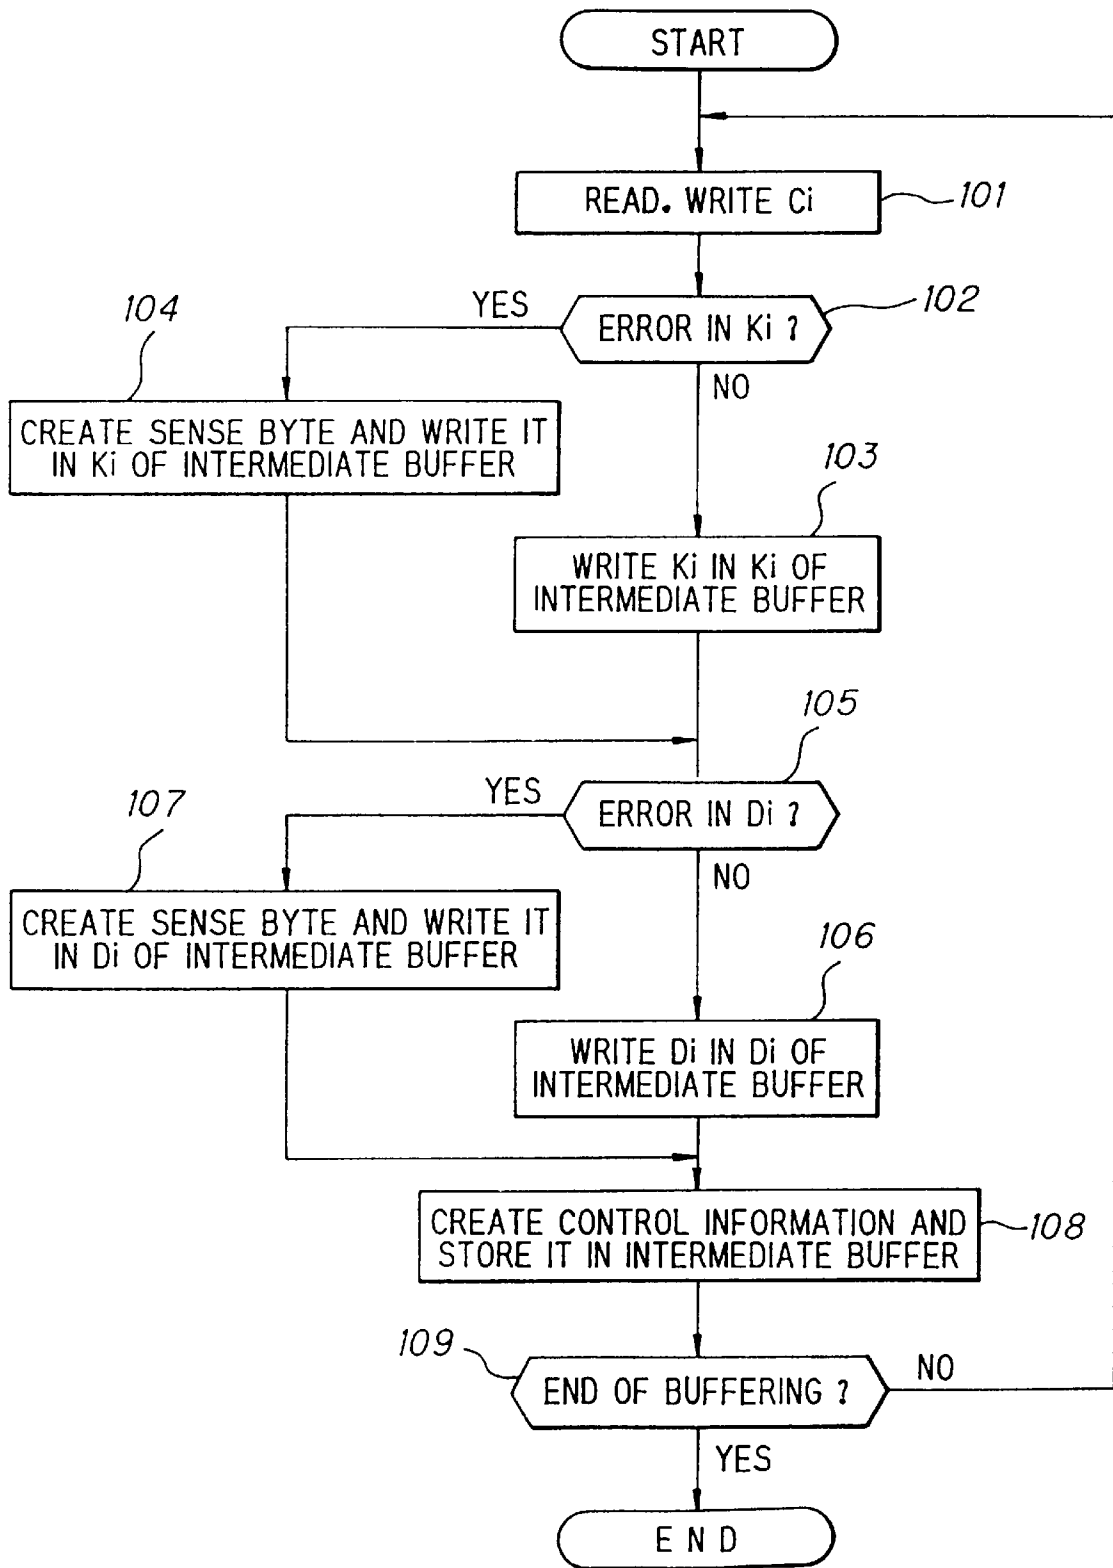 START
READ. WRITE Ci
101
ERROR IN Ki ?
102
YES
NO
104
CREATE SENSE BYTE AND WRITE IT
IN Ki OF INTERMEDIATE BUFFER
103
WRITE Ki IN Ki OF
INTERMEDIATE BUFFER
105
ERROR IN Di ?
YES
NO
107
CREATE SENSE BYTE AND WRITE IT
IN Di OF INTERMEDIATE BUFFER
106
WRITE Di IN Di OF
INTERMEDIATE BUFFER
CREATE CONTROL INFORMATION AND
STORE IT IN INTERMEDIATE BUFFER
108
109
END OF BUFFERING ?
NO
YES
END